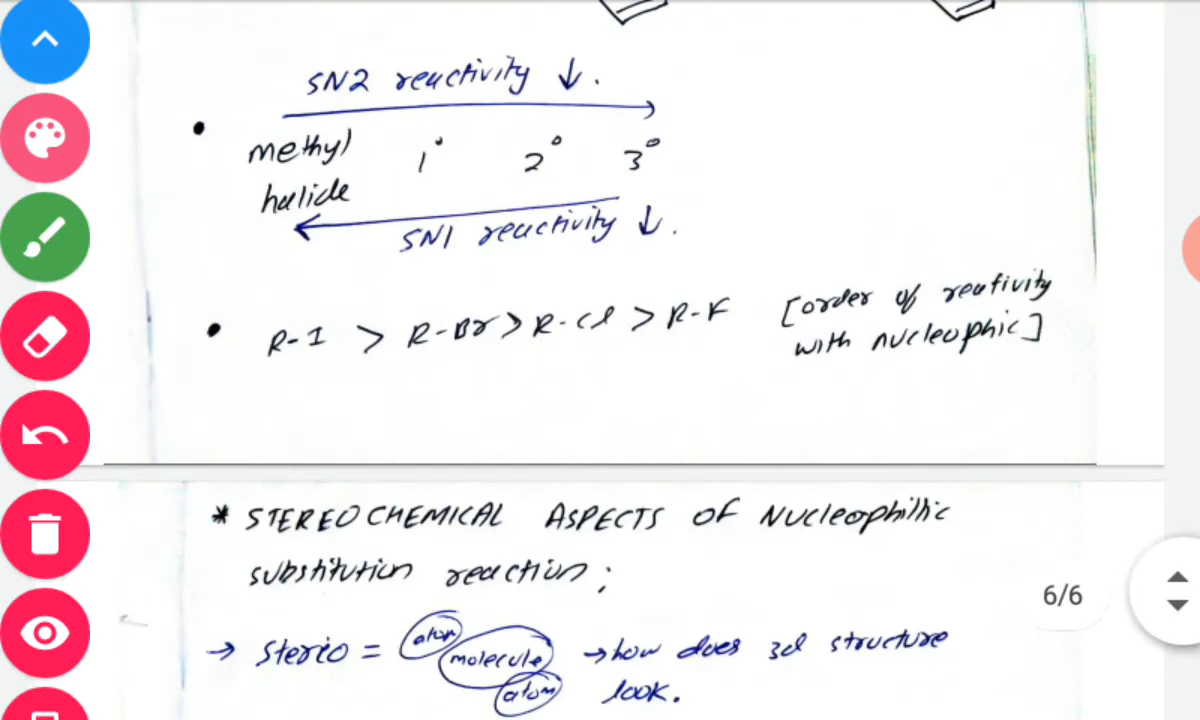 SN2 reactivity ↓.
methyl 1° 2° 3°
halide
SN1 reactivity ↓.
R-I > R-Br > R-Cl > R-F [order of reativity
with nucleophic]
* STEREOCHEMICAL ASPECTS OF Nucleophillic
substitution reaction;
6/6
→ Sterio = atom molecule atom → how does 3d structure
look.